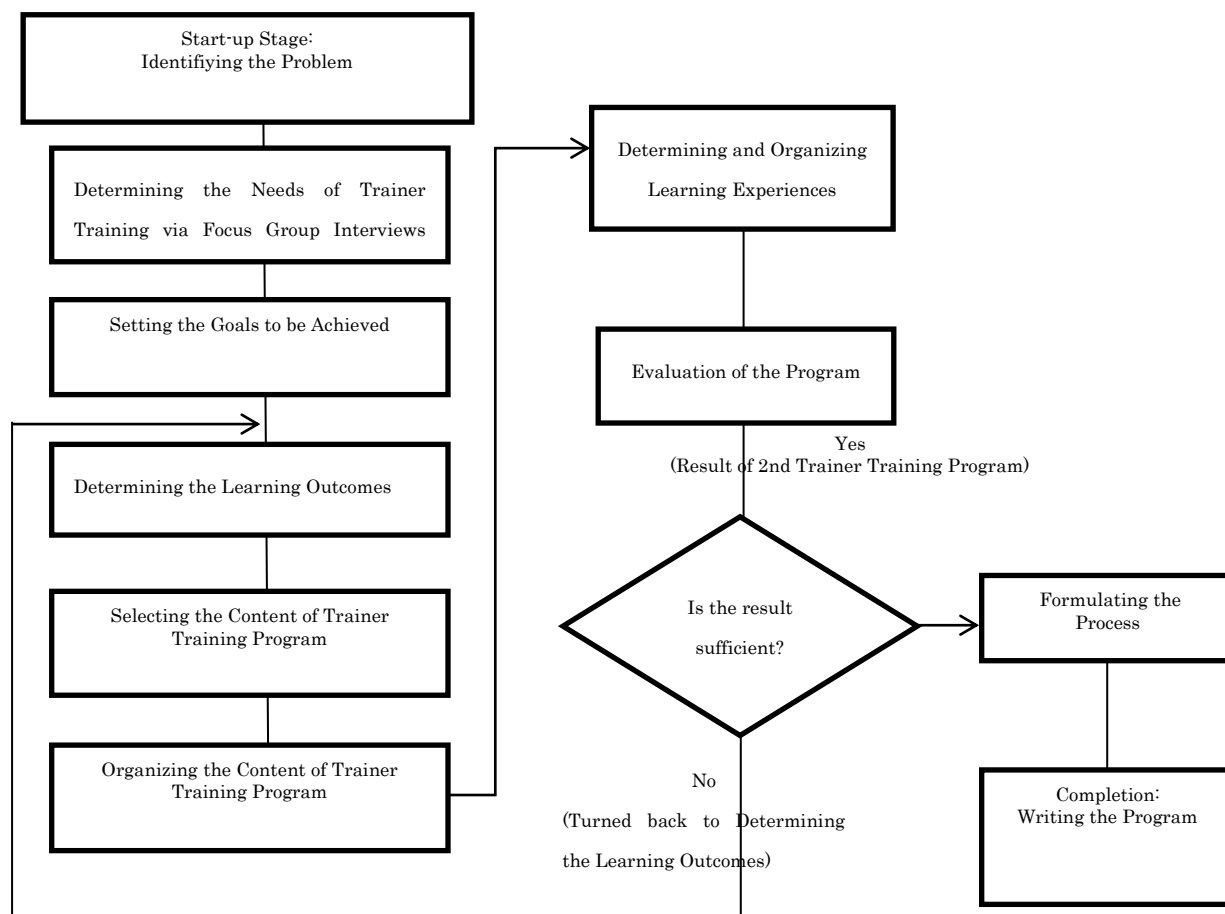 Start-up Stage:
Identifiying the Problem
Determining the Needs of Trainer
Training via Focus Group Interviews
Setting the Goals to be Achieved
Determining the Learning Outcomes
Selecting the Content of Trainer
Training Program
Organizing the Content of Trainer
Training Program
Determining and Organizing
Learning Experiences
Evaluation of the Program
Yes
(Result of 2nd Trainer Training Program)
Is the result
sufficient?
No
(Turned back to Determining
the Learning Outcomes)
Formulating the
Process
Completion:
Writing the Program